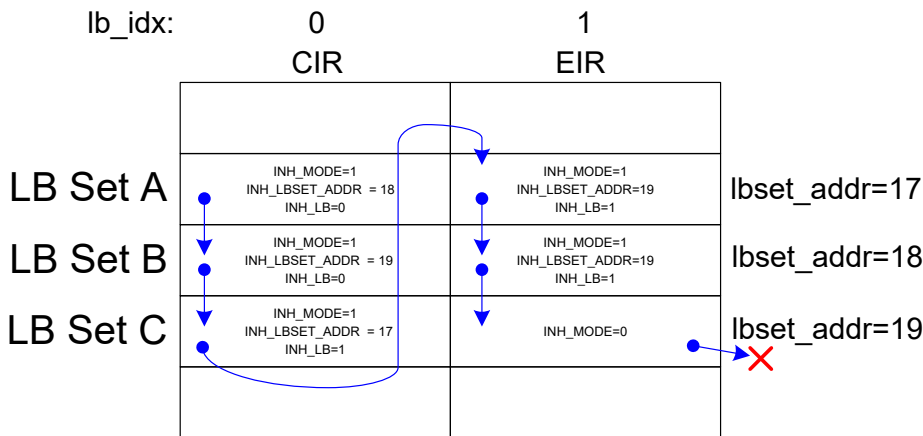 lb_idx: 0 1
CIR EIR
LB Set A
INH_MODE=1
INH_LBSET_ADDR = 18
INH_LB=0
INH_MODE=1
INH_LBSET_ADDR=19
INH_LB=1
lbset_addr=17
LB Set B
INH_MODE=1
INH_LBSET_ADDR = 19
INH_LB=0
INH_MODE=1
INH_LBSET_ADDR=19
INH_LB=1
lbset_addr=18
LB Set C
INH_MODE=1
INH_LBSET_ADDR = 17
INH_LB=1
INH_MODE=0
lbset_addr=19